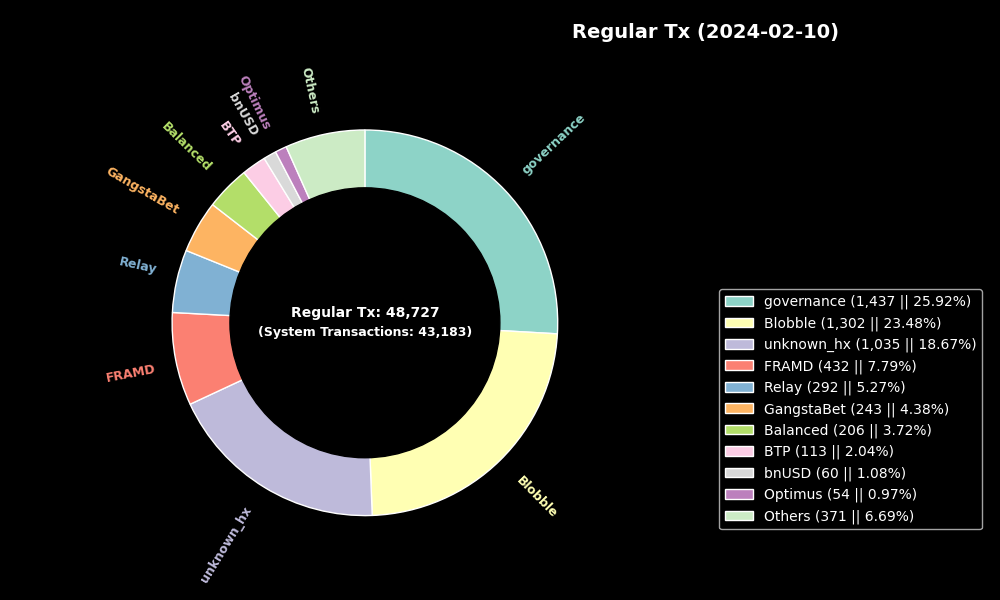 Regular Tx (2024-02-10)
Others
Optimus
bnUSD
BTP
Balanced
GangstaBet
Relay
FRAMD
unknown_hx
Blobble
governance
Regular Tx: 48,727
(System Transactions: 43,183)
governance (1,437 || 25.92%)
Blobble (1,302 || 23.48%)
unknown_hx (1,035 || 18.67%)
FRAMD (432 || 7.79%)
Relay (292 || 5.27%)
GangstaBet (243 || 4.38%)
Balanced (206 || 3.72%)
BTP (113 || 2.04%)
bnUSD (60 || 1.08%)
Optimus (54 || 0.97%)
Others (371 || 6.69%)